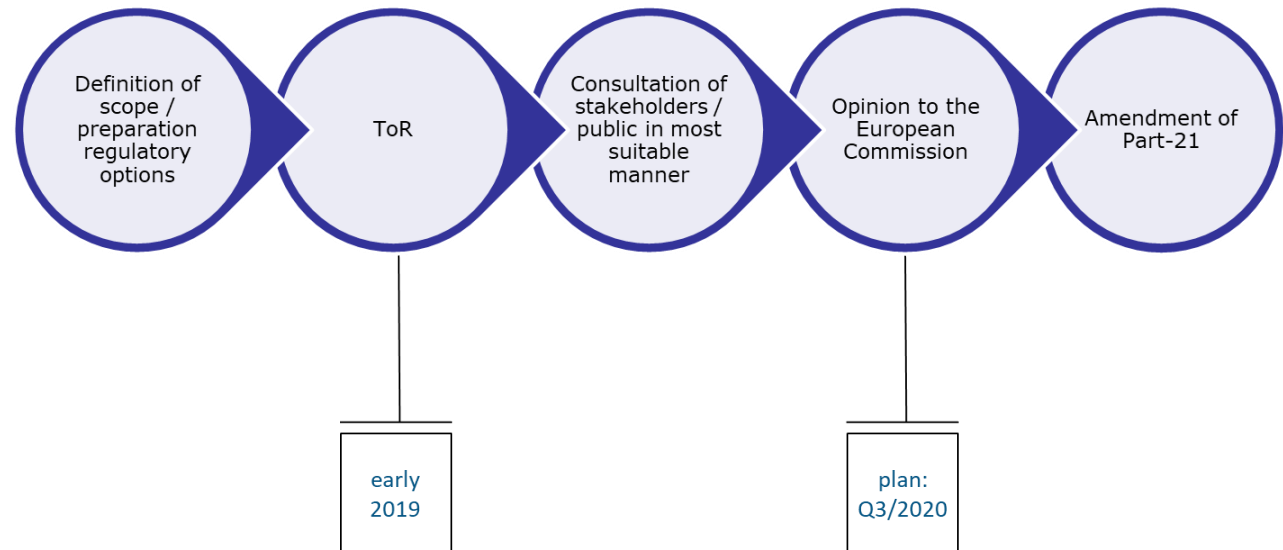 Definition of
scope /
preparation
regulatory
options
ToR
Consultation of
stakeholders /
public in most
suitable
manner
Opinion to the
European
Commission
Amendment of
Part-21
early
2019
plan:
Q3/2020